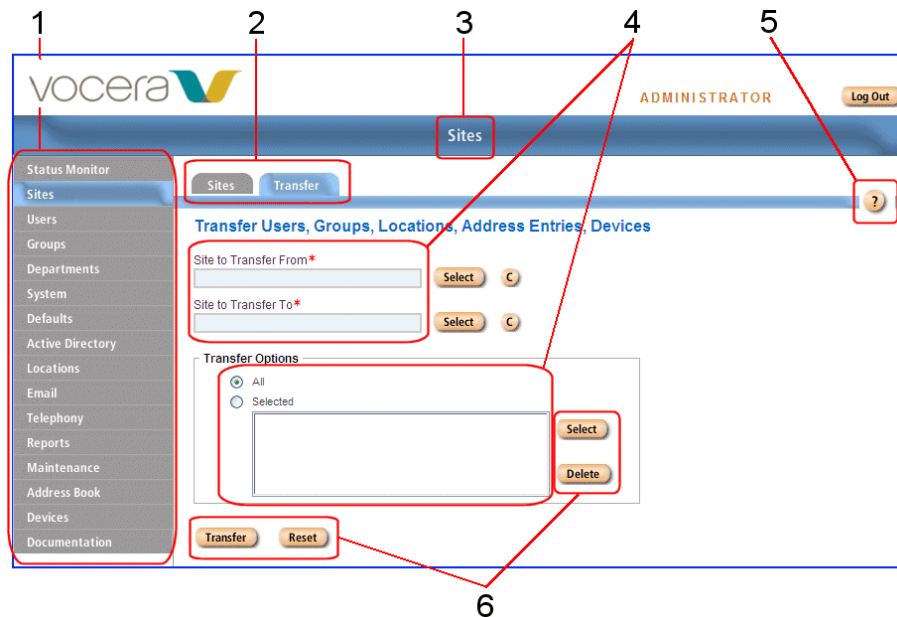 1 2 3 4 5
vocera
ADMINISTRATOR
Log Out
Sites
Status Monitor
Sites
Users
Groups
Departments
System
Defaults
Active Directory
Locations
Email
Telephony
Reports
Maintenance
Address Book
Devices
Documentation
Sites Transfer
?
Transfer Users, Groups, Locations, Address Entries, Devices
Site to Transfer From*
Select C
Site to Transfer To*
Select C
Transfer Options
All
Selected
Select
Delete
Transfer Reset
6